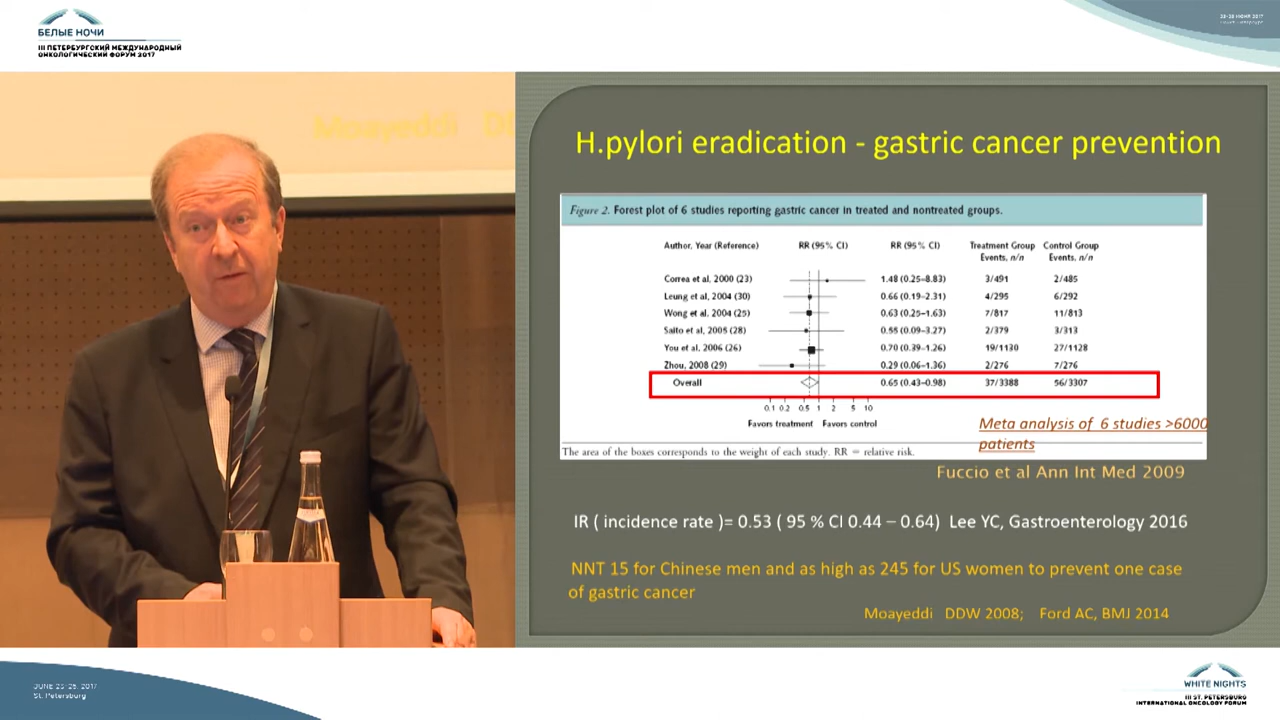 БЕЛЫЕ НОЧИ
III ПЕТЕРБУРГСКИЙ МЕЖДУНАРОДНЫЙ
ОНКОЛОГИЧЕСКИЙ ФОРУМ 2017
Moayeddi
H.pylori eradication - gastric cancer prevention
Figure 2. Forest plot of 6 studies reporting gastric cancer in treated and nontreated groups.
Author, Year (Reference) RR (95% CI) RR (95% CI) Treatment Group Control Group
Events, n/n Events, n/n
Correa et al, 2000 (23) 1.48 (0.25–8.83) 3/491 2/485
Leung et al, 2004 (30) 0.66 (0.19–2.31) 4/295 6/292
Wong et al, 2004 (25) 0.63 (0.25–1.63) 7/817 11/813
Saito et al, 2005 (28) 0.55 (0.09–3.27) 2/379 3/313
You et al, 2006 (26) 0.70 (0.39–1.26) 19/1130 27/1128
Zhou, 2008 (29) 0.29 (0.06–1.36) 2/276 7/276
Overall 0.65 (0.43–0.98) 37/3388 56/3307
0.1 0.2 0.5 1 2 5 10
Favors treatment Favors control
Meta analysis of 6 studies >6000
patients
The area of the boxes corresponds to the weight of each study. RR = relative risk.
Fuccio et al Ann Int Med 2009
IR ( incidence rate )= 0.53 ( 95 % CI 0.44 – 0.64) Lee YC, Gastroenterology 2016
NNT 15 for Chinese men and as high as 245 for US women to prevent one case
of gastric cancer
Moayeddi DDW 2008; Ford AC, BMJ 2014
St. Petersburg
WHITE NIGHTS
III ST. PETERSBURG
INTERNATIONAL ONCOLOGY FORUM